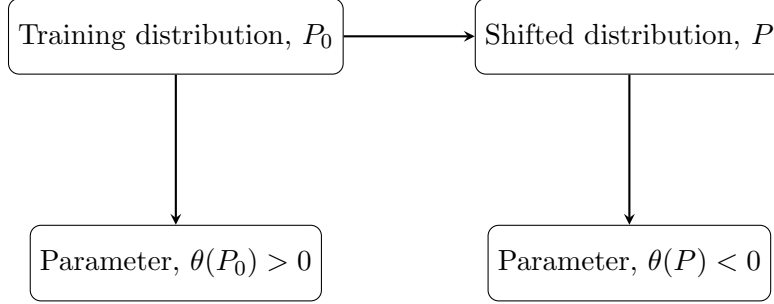 Training distribution, P₀
Shifted distribution, P
Parameter, θ(P₀) > 0
Parameter, θ(P) < 0